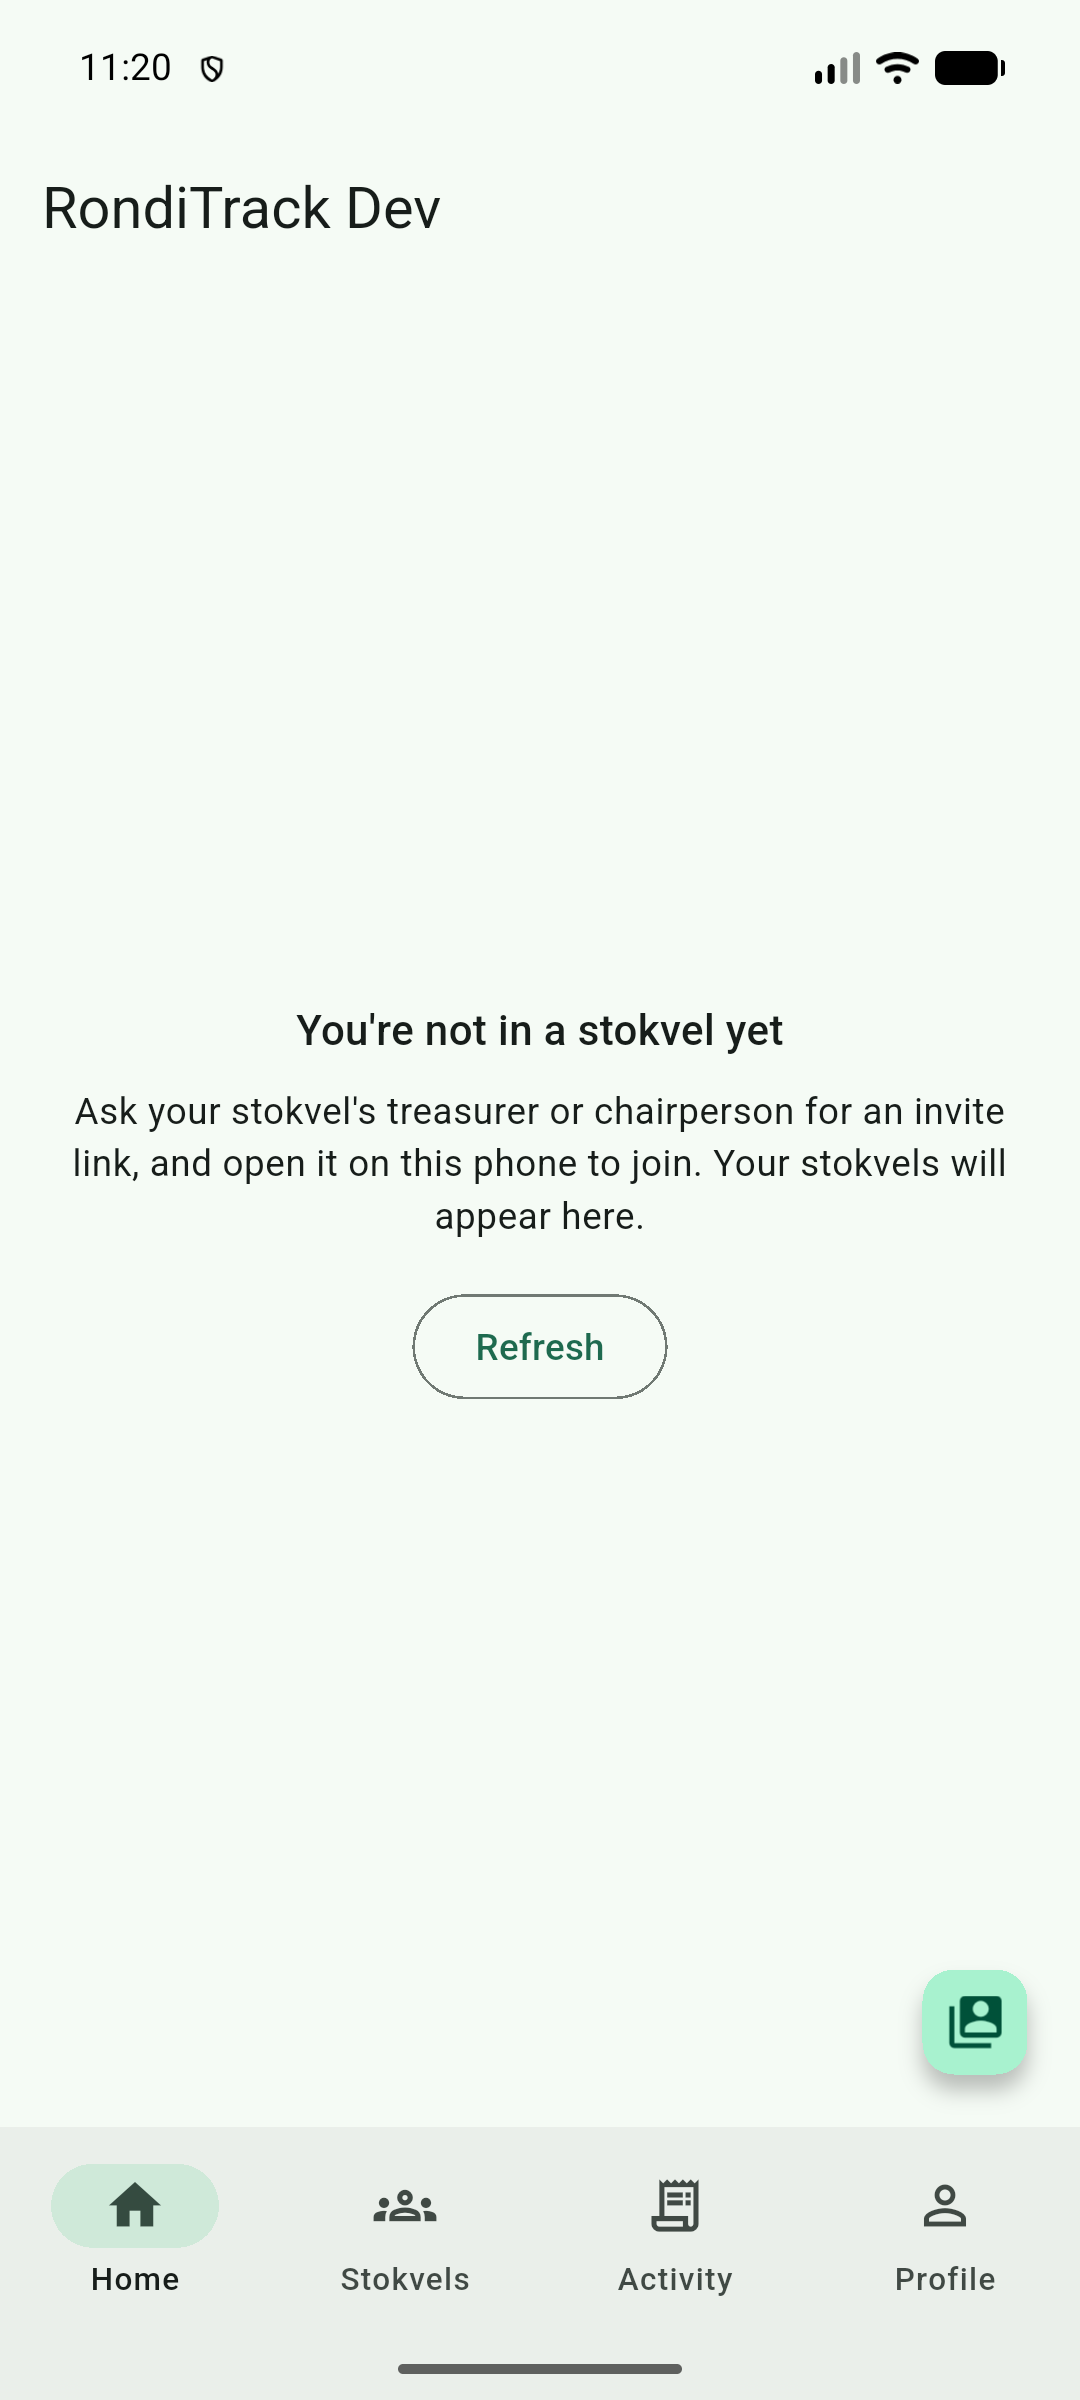 11:20
RondiTrack Dev
You're not in a stokvel yet
Ask your stokvel's treasurer or chairperson for an invite
link, and open it on this phone to join. Your stokvels will
appear here.
Refresh
Home
Stokvels
Activity
Profile